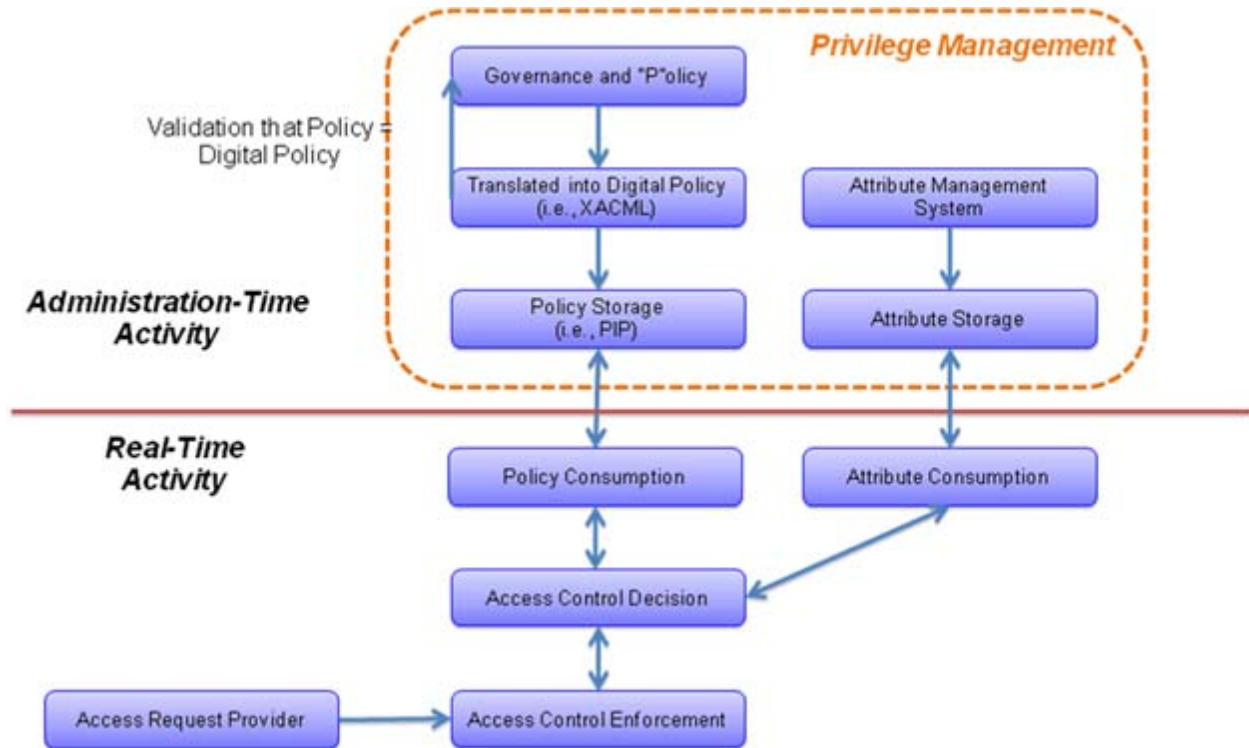 Privilege Management
Governance and "P"olicy
Validation that Policy =
Digital Policy
Translated into Digital Policy
(i.e., XACML)
Attribute Management
System
Administration-Time
Activity
Policy Storage
(i.e., PIP)
Attribute Storage
Real-Time
Activity
Policy Consumption
Attribute Consumption
Access Control Decision
Access Request Provider
Access Control Enforcement